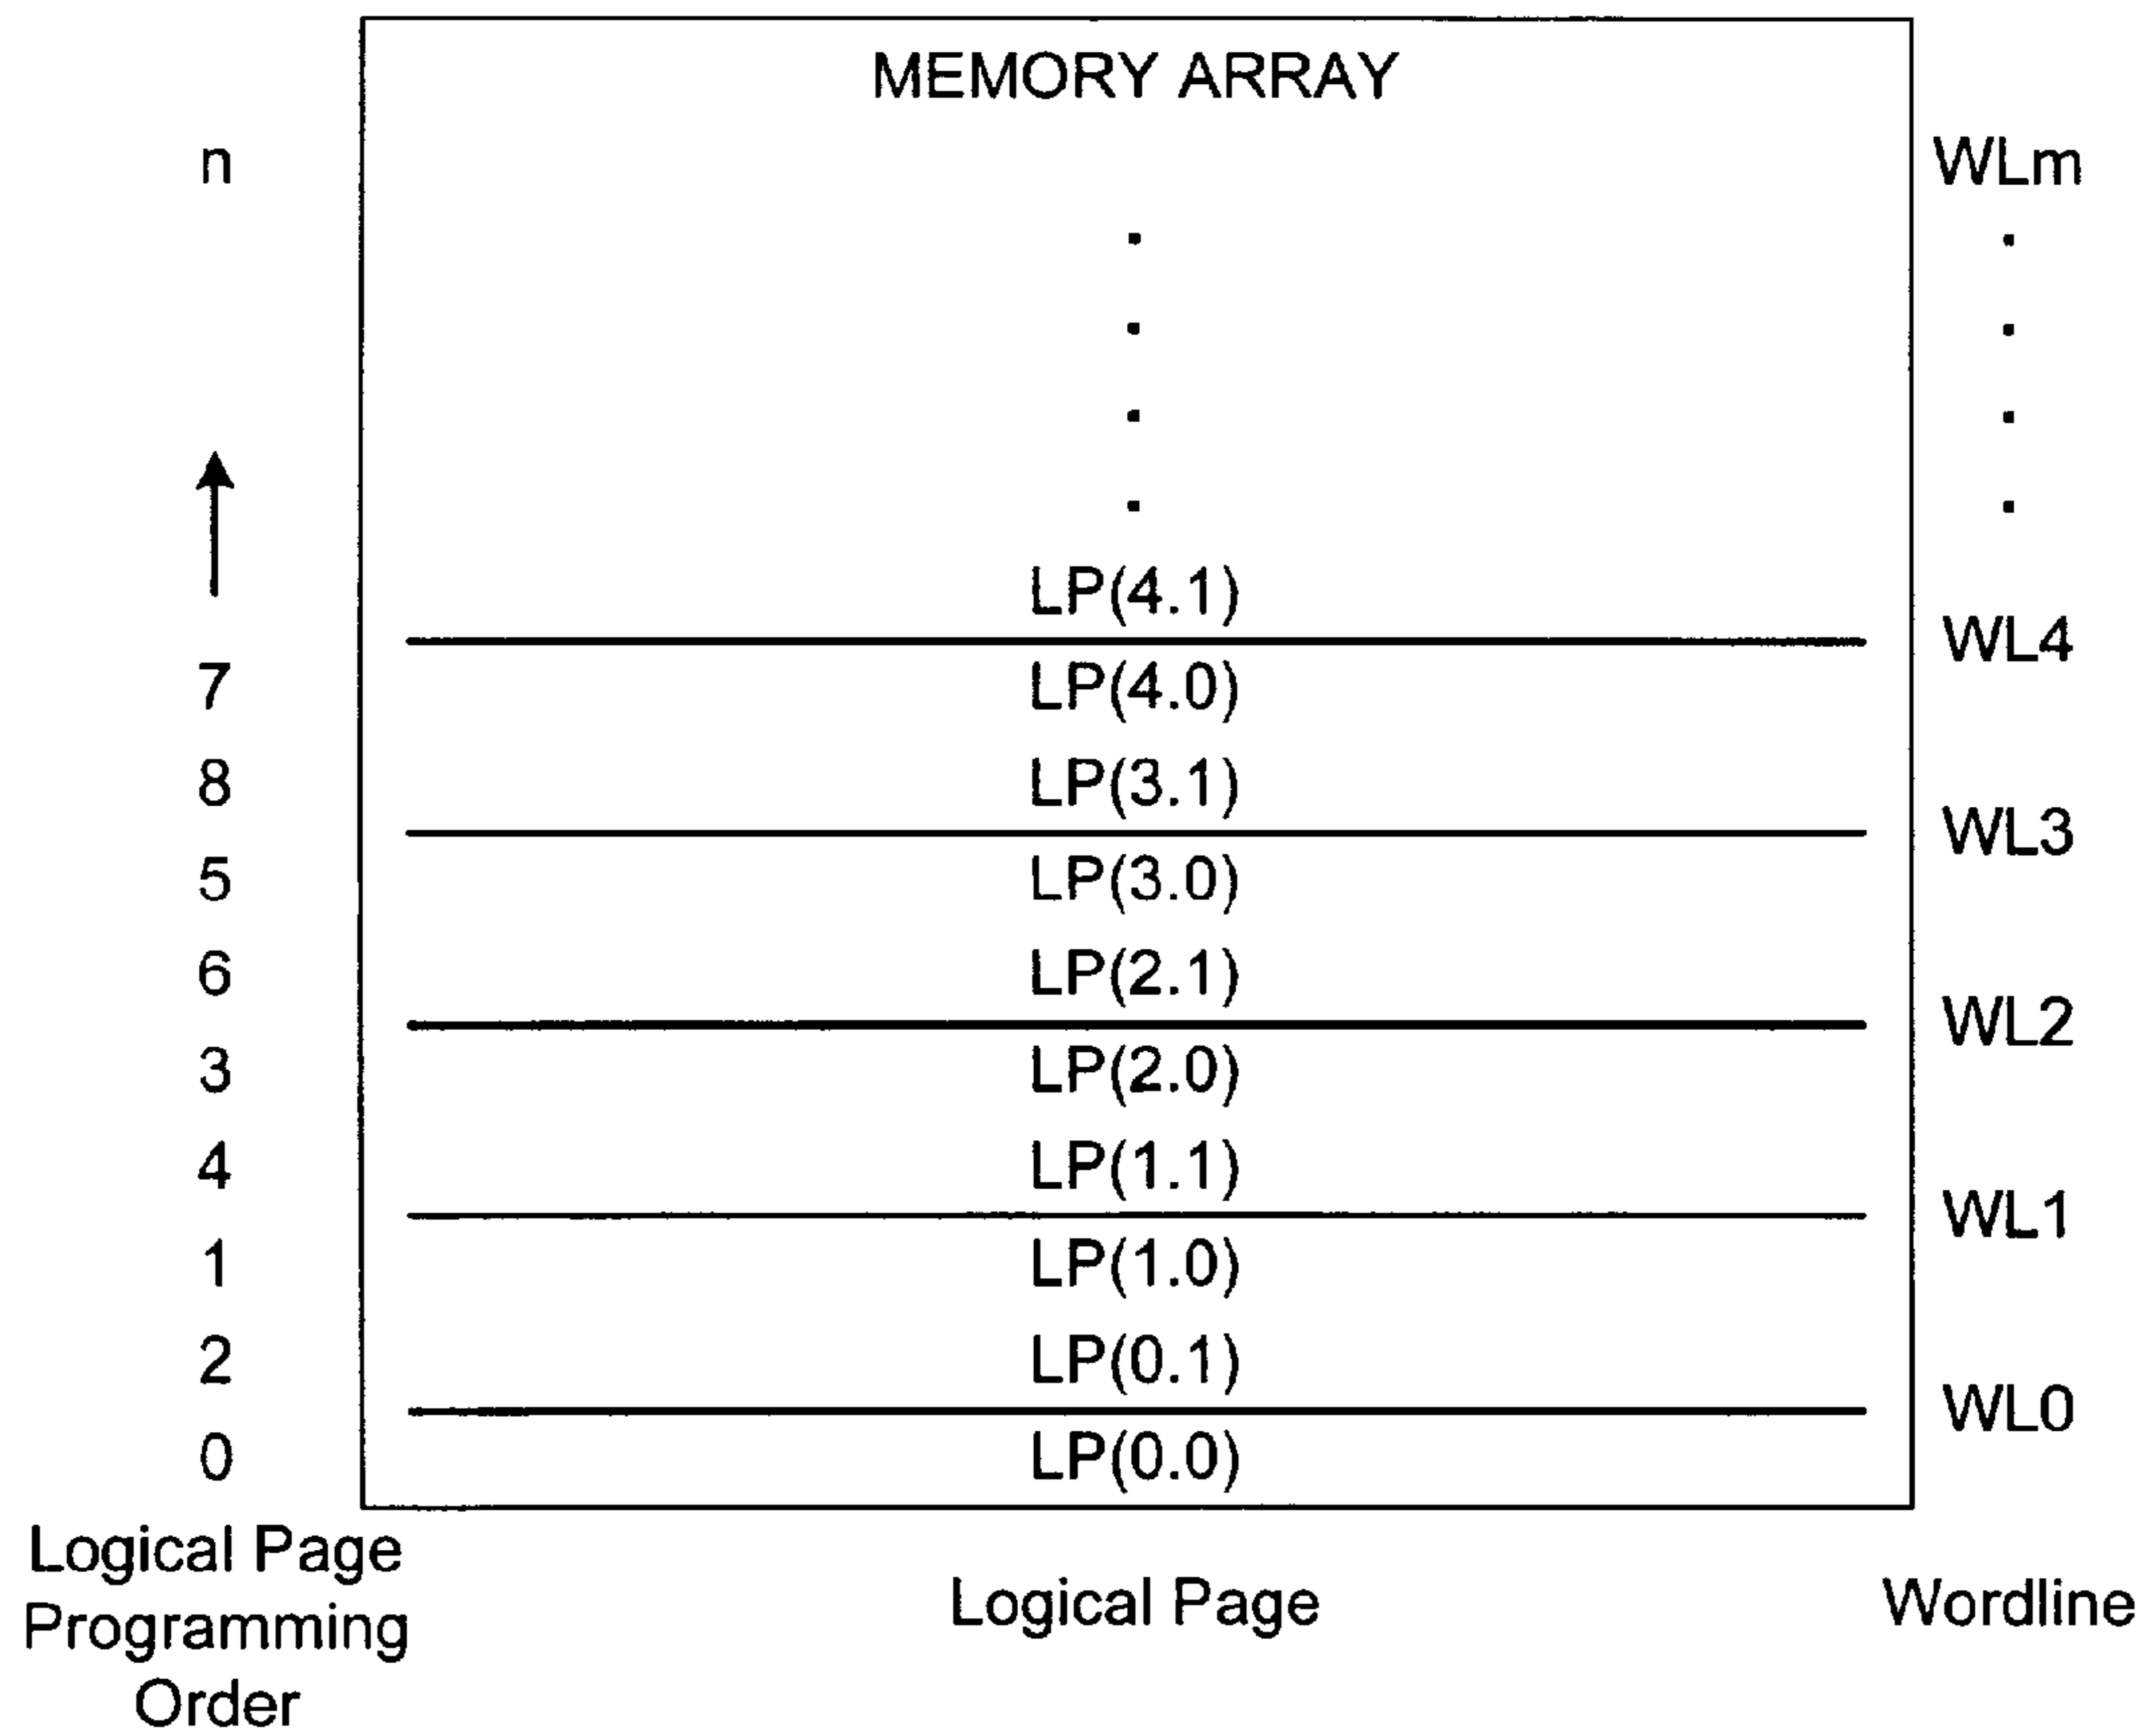 MEMORY ARRAY
n WLm
LP(4.1)
WL4
7 LP(4.0)
8 LP(3.1)
WL3
5 LP(3.0)
6 LP(2.1)
WL2
3 LP(2.0)
4 LP(1.1)
WL1
1 LP(1.0)
2 LP(0.1)
WL0
0 LP(0.0)
Logical Page
Programming
Order
Logical Page
Wordline